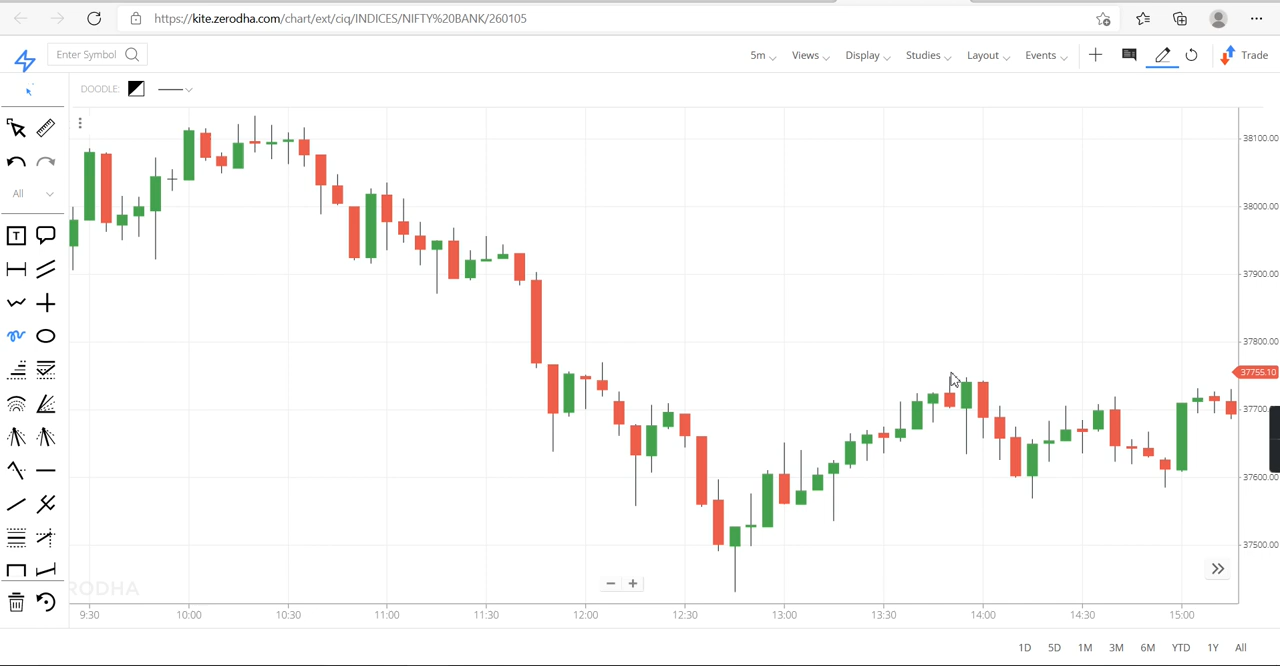 https://kite.zerodha.com/chart/ext/ciq/INDICES/NIFTY%20BANK/260105
Enter Symbol
5m Views Display Studies Layout Events Trade
DOODLE:
All
T
38100.00
38000.00
37900.00
37800.00
37755.10
37700.
37600.00
37500.00
RODHA
9:30 10:00 10:30 11:00 11:30 12:00 12:30 13:00 13:30 14:00 14:30 15:00
1D 5D 1M 3M 6M YTD 1Y All